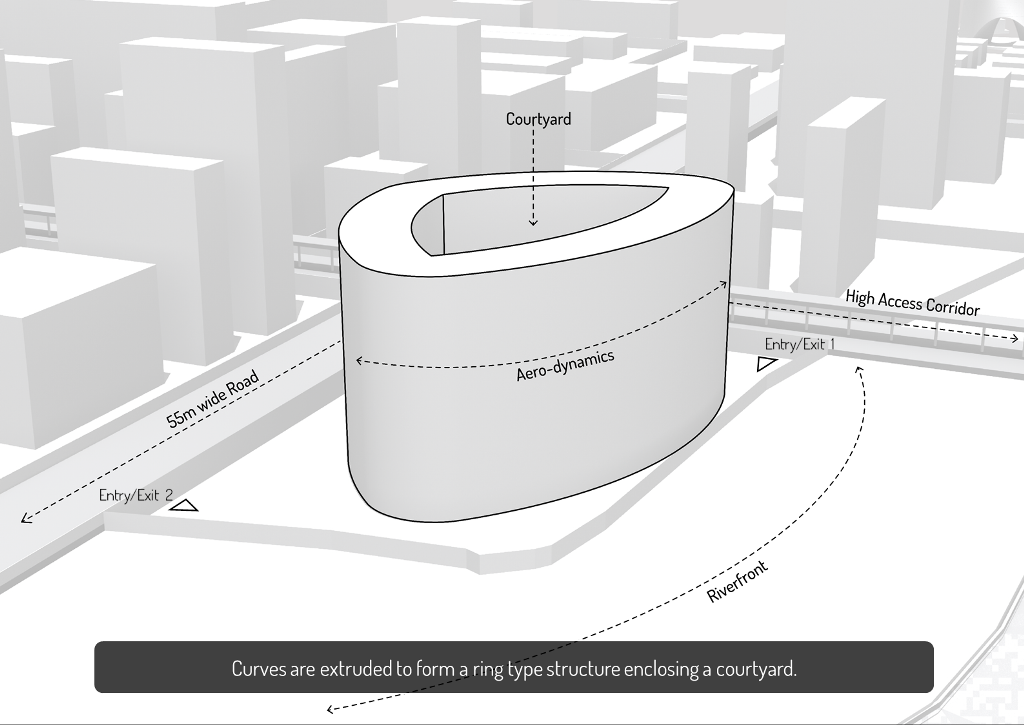 Courtyard
High Access Corridor
Entry/Exit 1
Aero-dynamics
55m wide Road
Entry/Exit 2
Riverfront
Curves are extruded to form a ring type structure enclosing a courtyard.